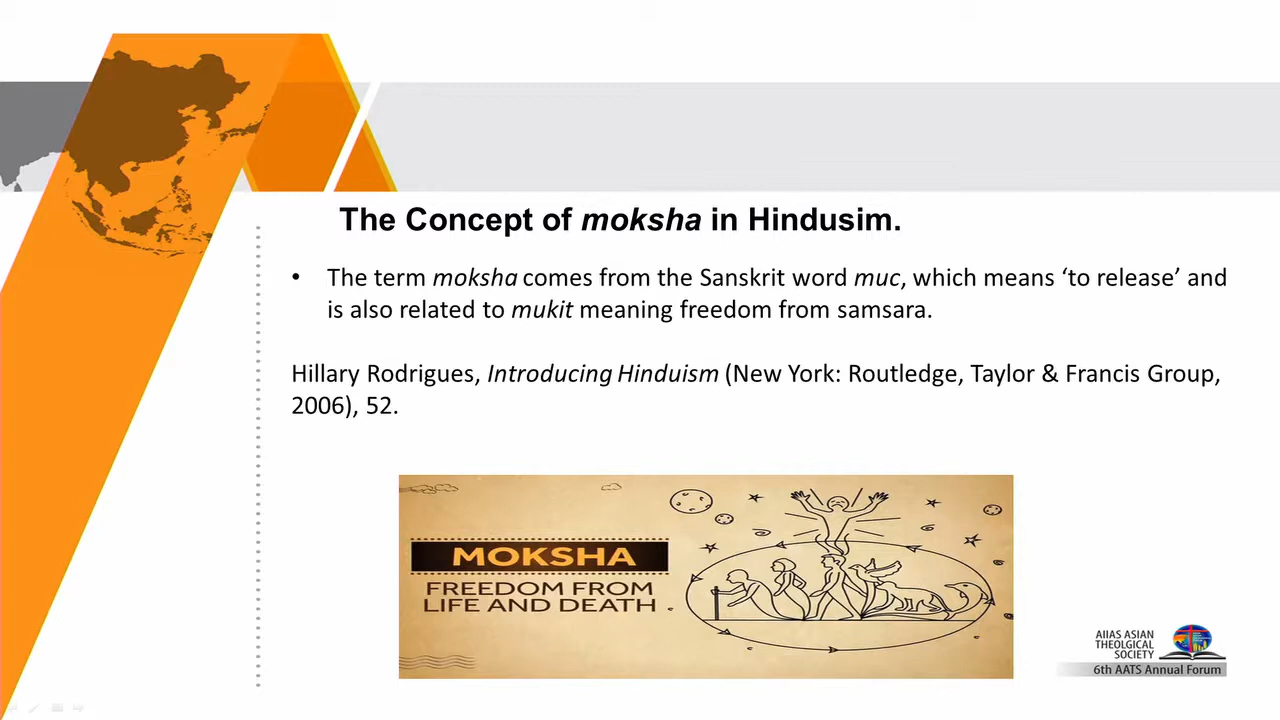 The Concept of moksha in Hindusim.
• The term moksha comes from the Sanskrit word muc, which means ‘to release’ and
is also related to mukit meaning freedom from samsara.
Hillary Rodrigues, Introducing Hinduism (New York: Routledge, Taylor & Francis Group,
2006), 52.
MOKSHA
FREEDOM FROM
LIFE AND DEATH
AIIAS ASIAN
THEOLGICAL
SOCIETY
6th AATS Annual Forum